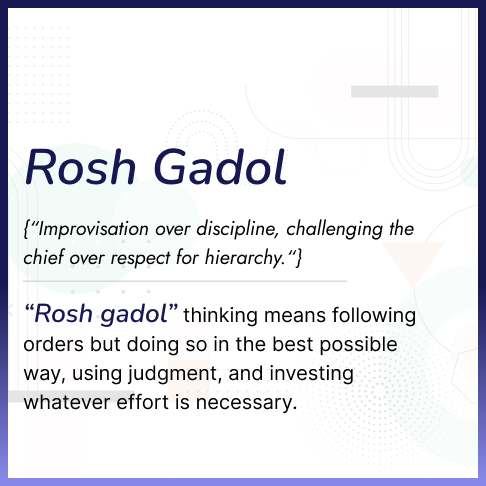 Rosh Gadol
{“Improvisation over discipline, challenging the
chief over respect for hierarchy.“}
“Rosh gadol” thinking means following
orders but doing so in the best possible
way, using judgment, and investing
whatever effort is necessary.